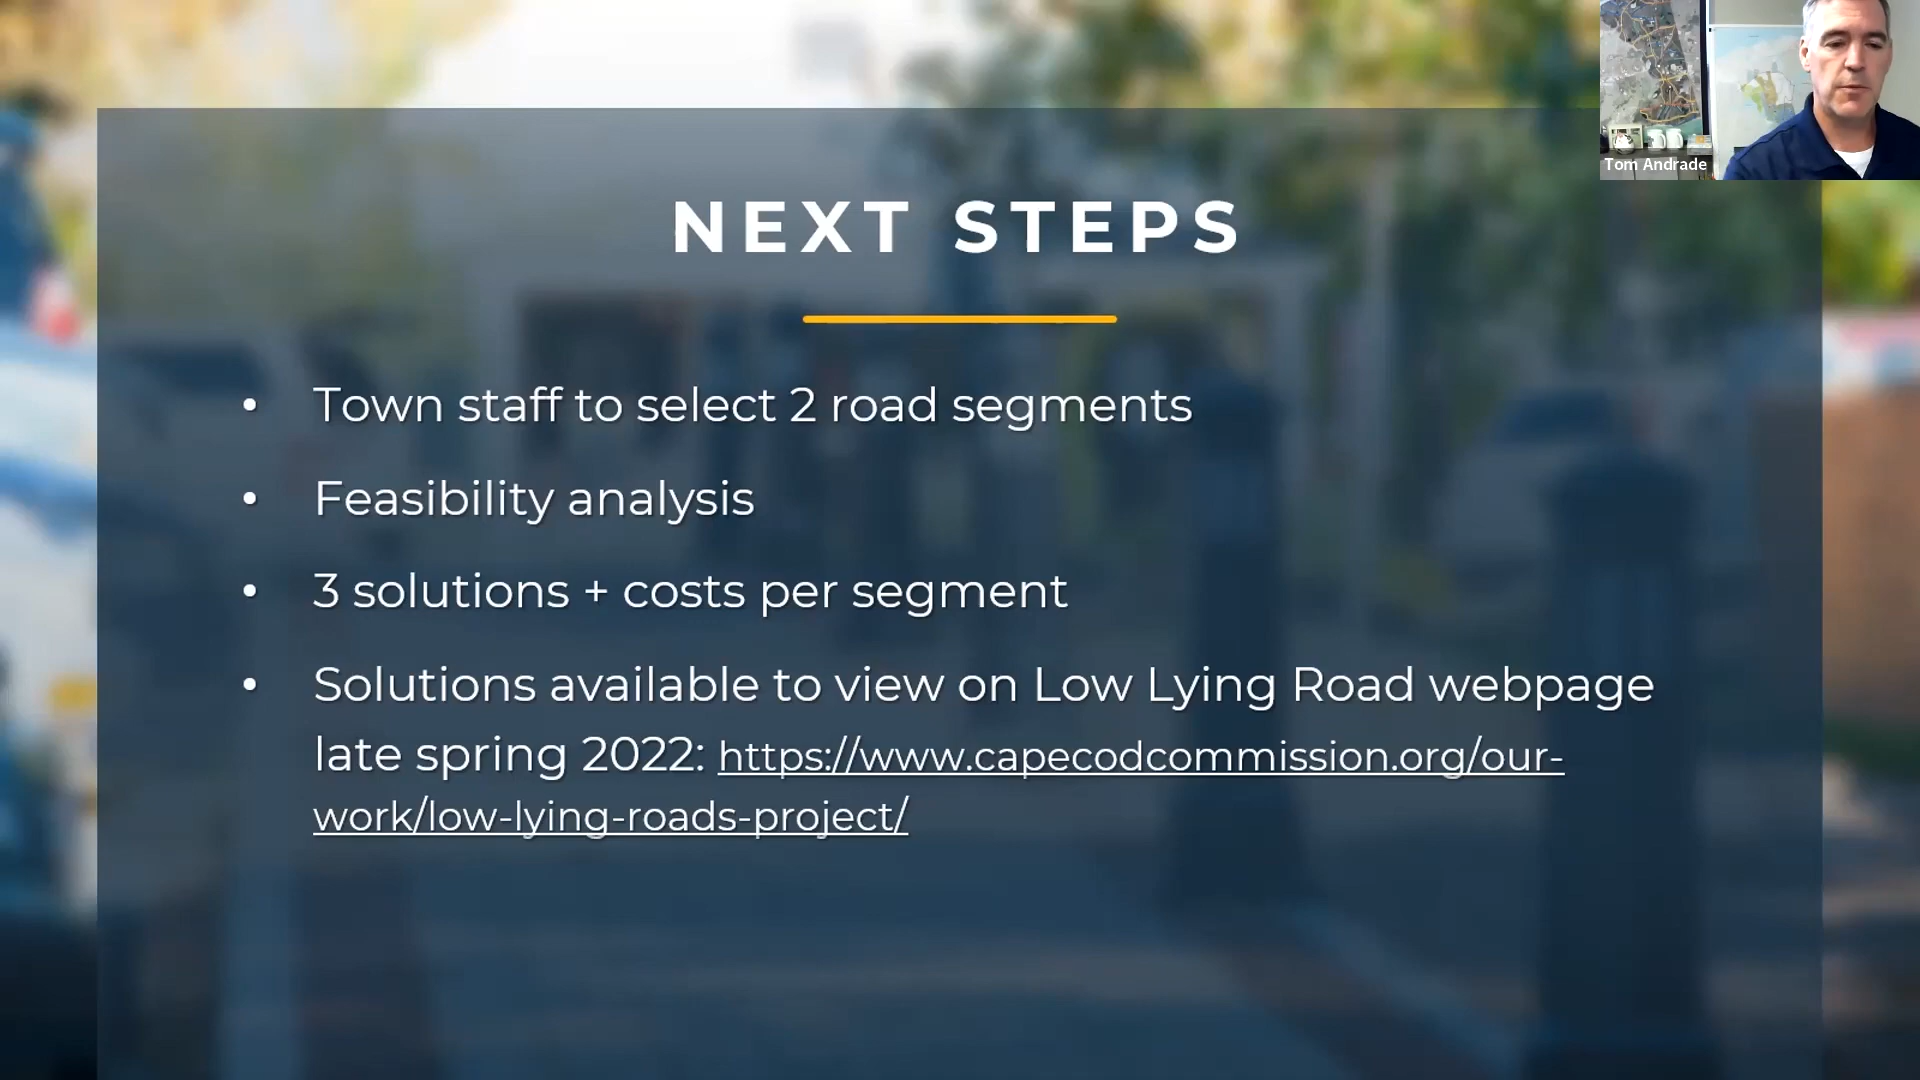 Tom Andrade
NEXT STEPS
• Town staff to select 2 road segments
• Feasibility analysis
• 3 solutions + costs per segment
• Solutions available to view on Low Lying Road webpage
late spring 2022: https://www.capecodcommission.org/our-
work/low-lying-roads-project/